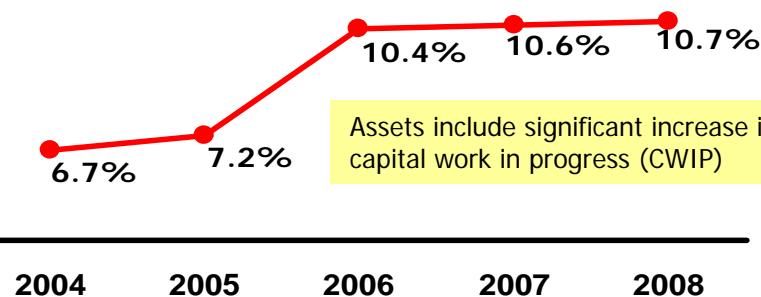 10.4% 10.6% 10.7%
6.7% 7.2%
Assets include significant increase i
capital work in progress (CWIP)
2004 2005 2006 2007 2008